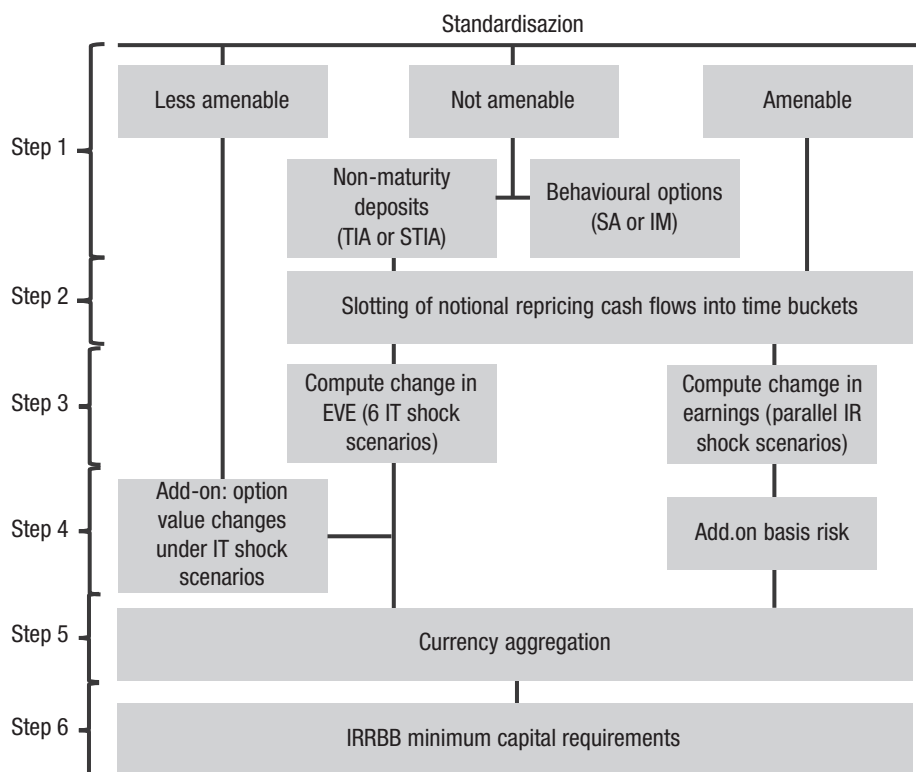 Standardisazion
Step 1
Less amenable
Not amenable
Amenable
Non-maturity
deposits
(TIA or STIA)
Behavioural options
(SA or IM)
Step 2
Slotting of notional repricing cash flows into time buckets
Step 3
Compute change in
EVE (6 IT shock
scenarios)
Compute chamge in
earnings (parallel IR
shock scenarios)
Step 4
Add-on: option
value changes
under IT shock
scenarios
Add.on basis risk
Step 5
Currency aggregation
Step 6
IRRBB minimum capital requirements